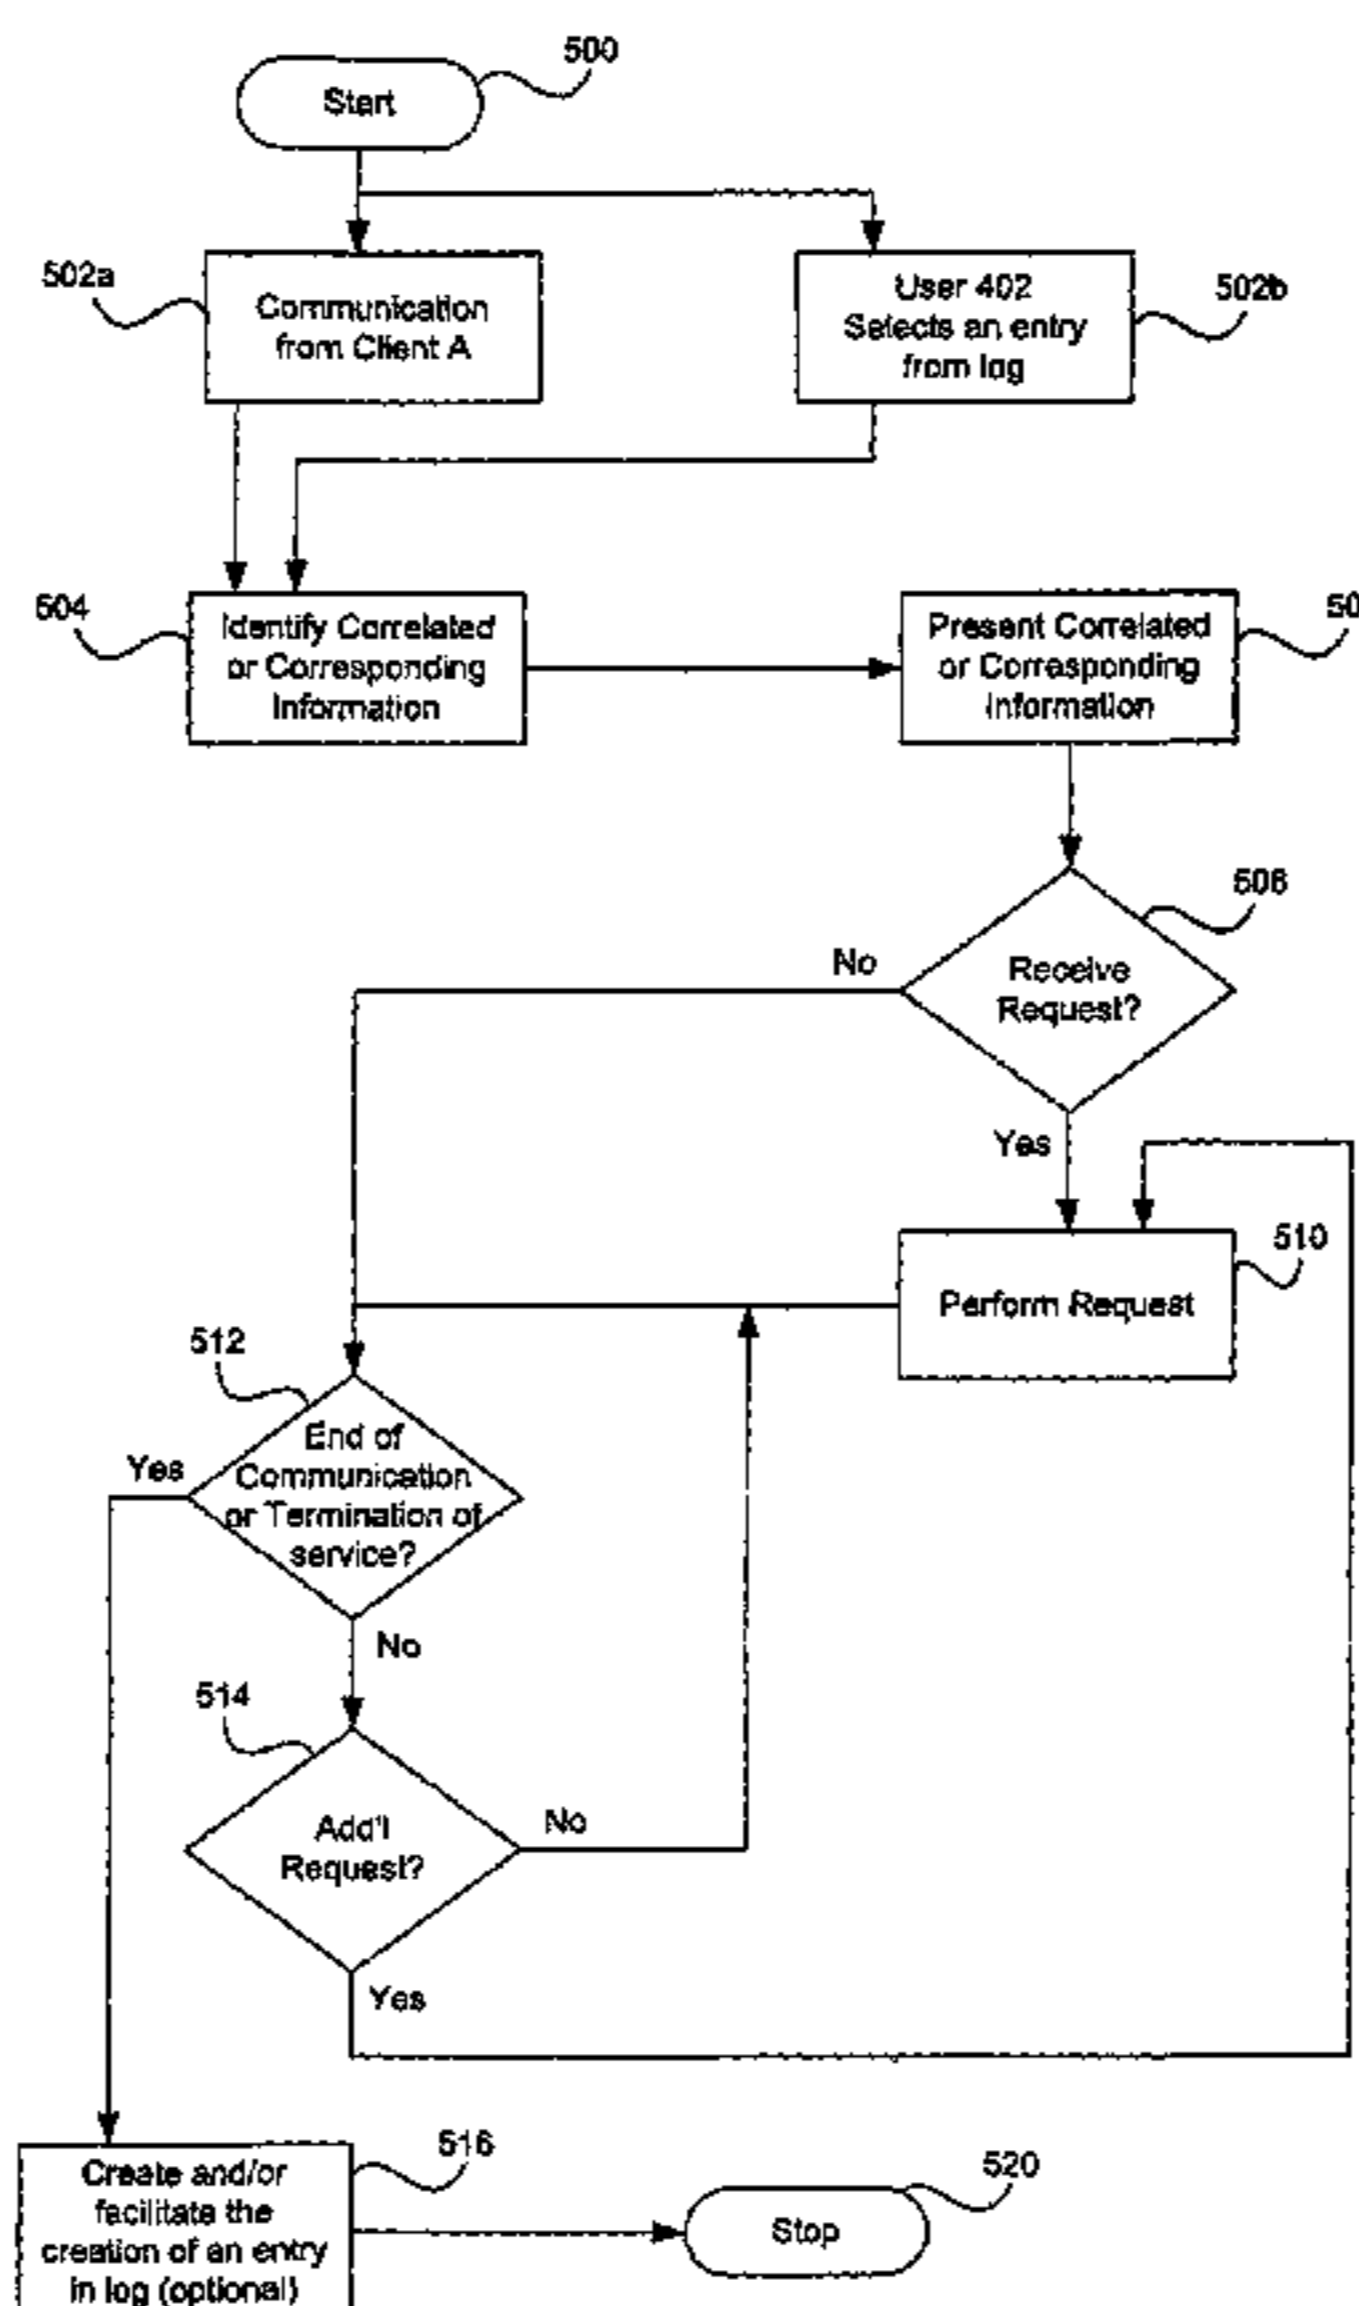 500
Start
502a
Communication
from Client A
User 402
Selects an entry
from log
502b
504
Identify Correlated
or Corresponding
Information
Present Correlated
or Corresponding
Information
50
508
Receive
Request?
No
Yes
510
Perform Request
512
End of
Communication
or Termination of
service?
Yes
No
514
Add'l
Request?
No
Yes
516
Create and/or
facilitate the
creation of an entry
in log (optional)
520
Stop